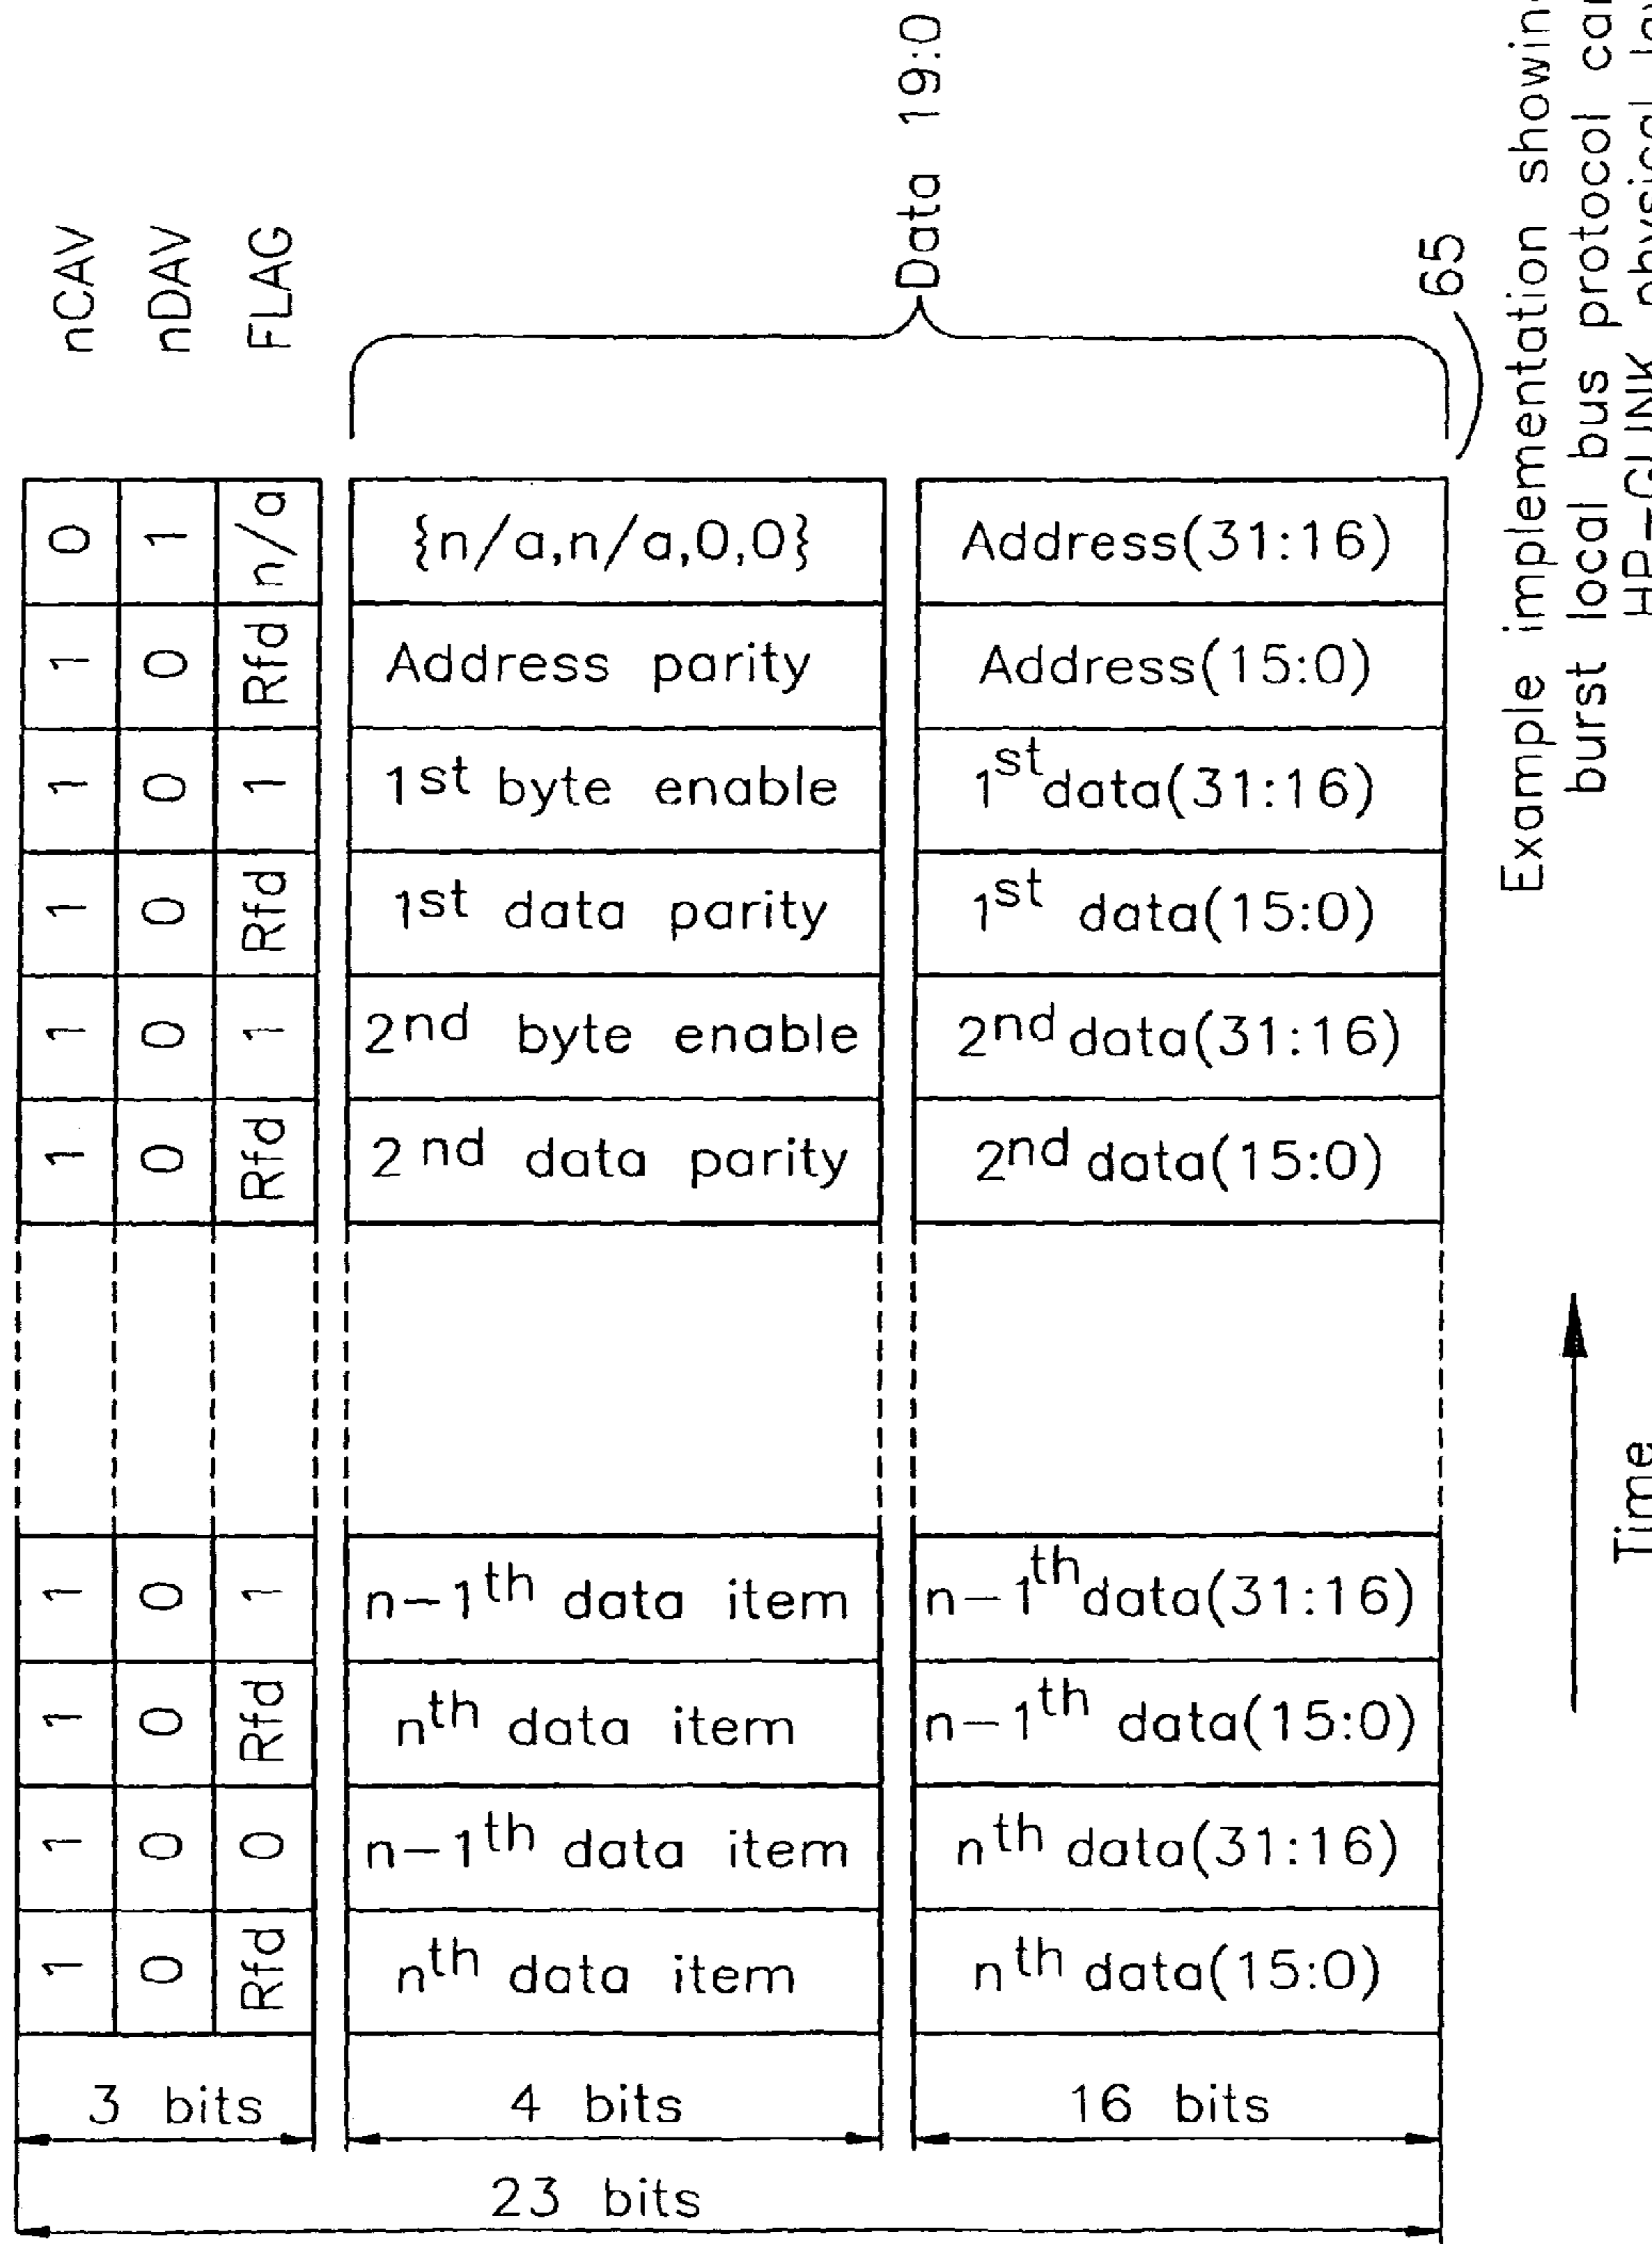 nCAV
nDAV
FLAG
0 1 n/a {n/a,n/a,0,0} Address(31:16)
1 0 Rfd Address parity Address(15:0)
1 0 1 1st byte enable 1st data(31:16)
1 0 Rfd 1st data parity 1st data(15:0)
1 0 1 2nd byte enable 2nd data(31:16)
1 0 Rfd 2nd data parity 2nd data(15:0)
1 0 1 n-1th data item n-1th data(31:16)
1 0 Rfd nth data item n-1th data(15:0)
1 0 0 n-1th data item nth data(31:16)
1 0 Rfd nth data item nth data(15:0)
3 bits 4 bits 16 bits
23 bits
Data 19:0
65
Example implementation showing
burst local bus protocol
HP-GLINK physical
Time